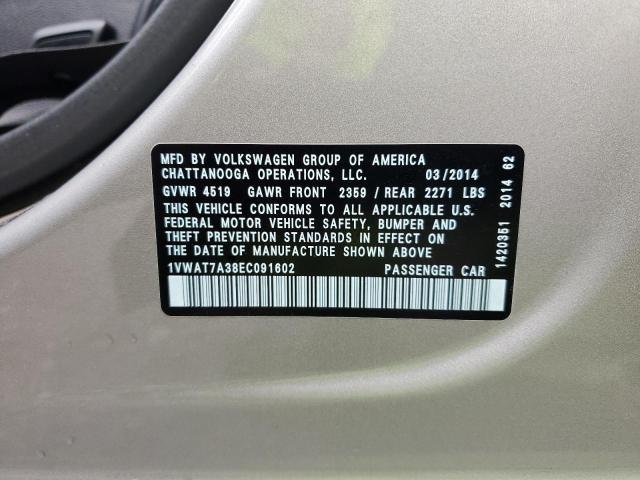 MFD BY VOLKSWAGEN GROUP OF AMERICA
CHATTANOOGA OPERATIONS, LLC. 03/2014
GVWR 4519 GAWR FRONT 2359 / REAR 2271 LBS
THIS VEHICLE CONFORMS TO ALL APPLICABLE U.S.
FEDERAL MOTOR VEHICLE SAFETY, BUMPER AND
THEFT PREVENTION STANDARDS IN EFFECT ON
THE DATE OF MANUFACTURE SHOWN ABOVE
1VWAT7A38EC091602 PASSENGER CAR
1420351 2014 62